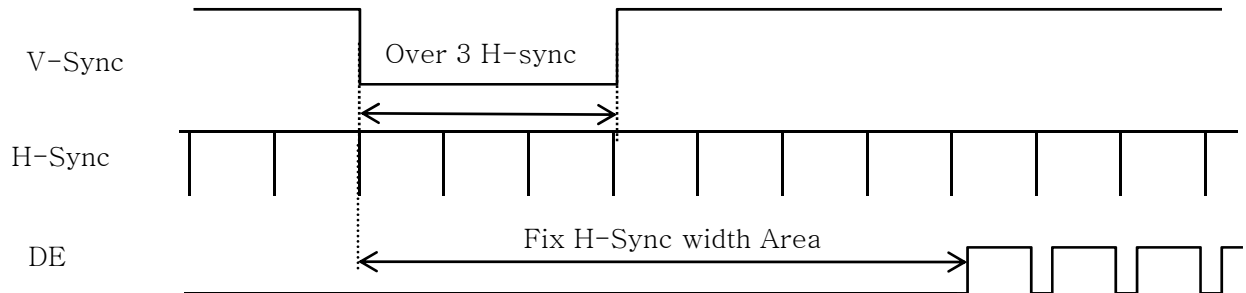 V-Sync
Over 3 H-sync
H-Sync
Fix H-Sync width Area
DE